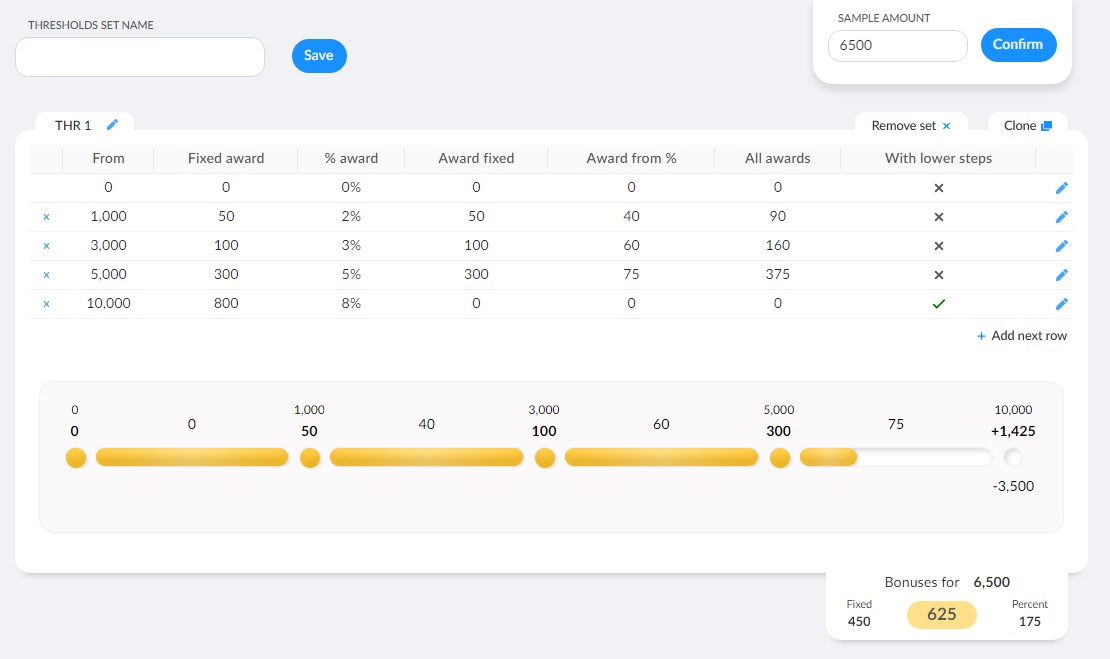 THRESHOLDS SET NAME
Save
SAMPLE AMOUNT
6500 Confirm
THR 1 Remove set × Clone
From Fixed award % award Award fixed Award from % All awards With lower steps
0 0 0% 0 0 0
1,000 50 2% 50 40 90
3,000 100 3% 100 60 160
5,000 300 5% 300 75 375
10,000 800 8% 0 0 0
+ Add next row
0 1,000 3,000 5,000 10,000
0 40 60 75
0 50 100 300 +1,425
-3,500
Bonuses for 6,500
Fixed Percent
450 625 175